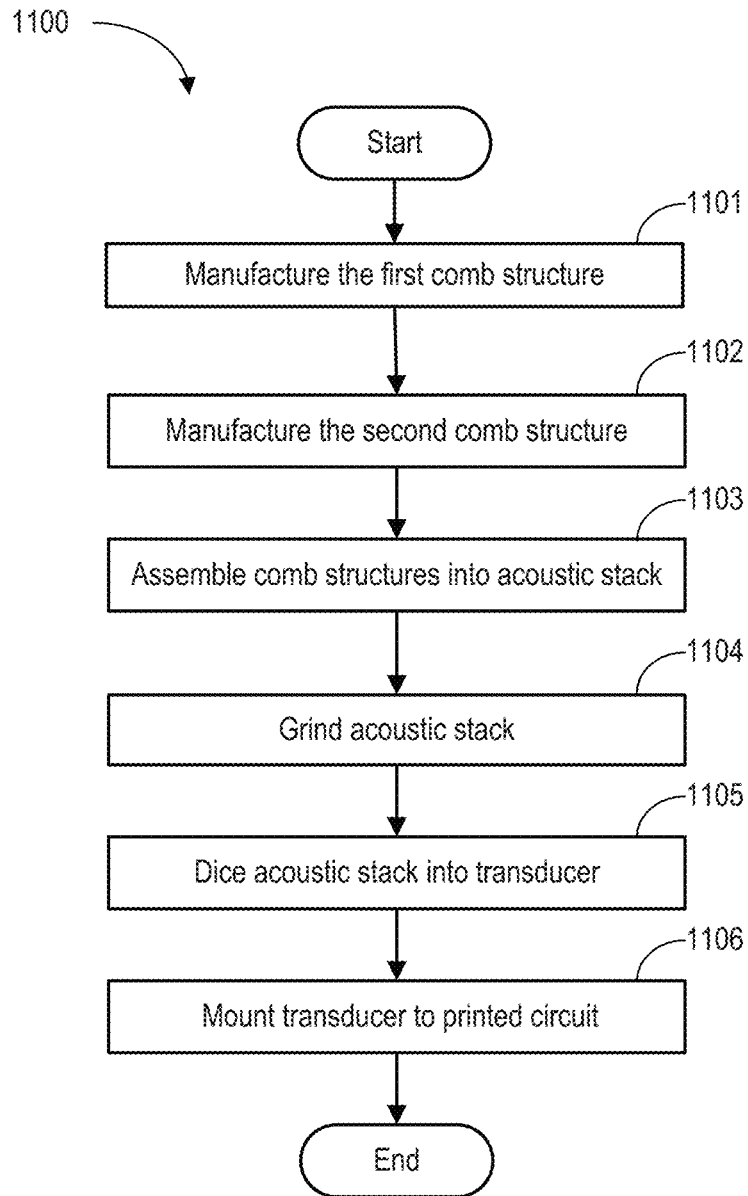 1100
Start
1101
Manufacture the first comb structure
1102
Manufacture the second comb structure
1103
Assemble comb structures into acoustic stack
1104
Grind acoustic stack
1105
Dice acoustic stack into transducer
1106
Mount transducer to printed circuit
End